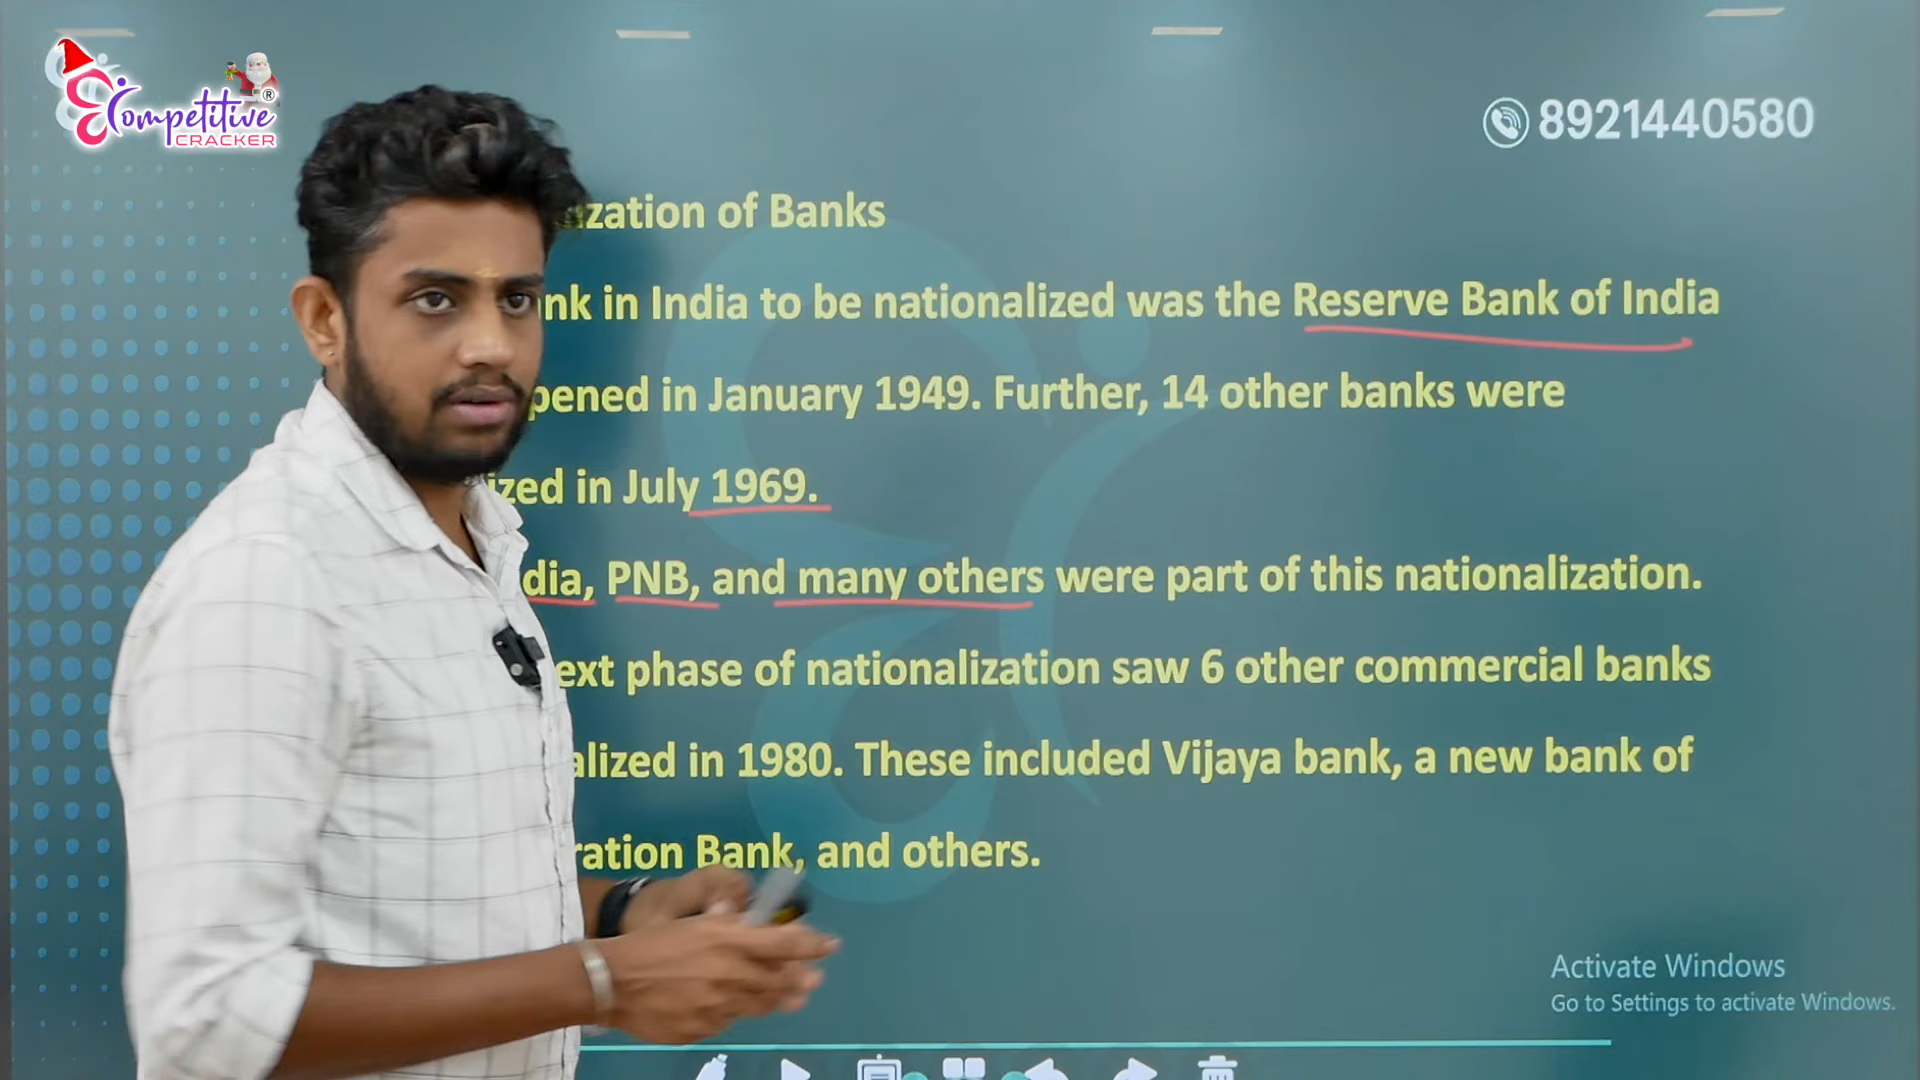 Competitive®
CRACKER
8921440580
ization of Banks
nk in India to be nationalized was the Reserve Bank of India
pened in January 1949. Further, 14 other banks were
ized in July 1969.
dia, PNB, and many others were part of this nationalization.
ext phase of nationalization saw 6 other commercial banks
alized in 1980. These included Vijaya bank, a new bank of
ration Bank, and others.
Activate Windows
Go to Settings to activate Windows.